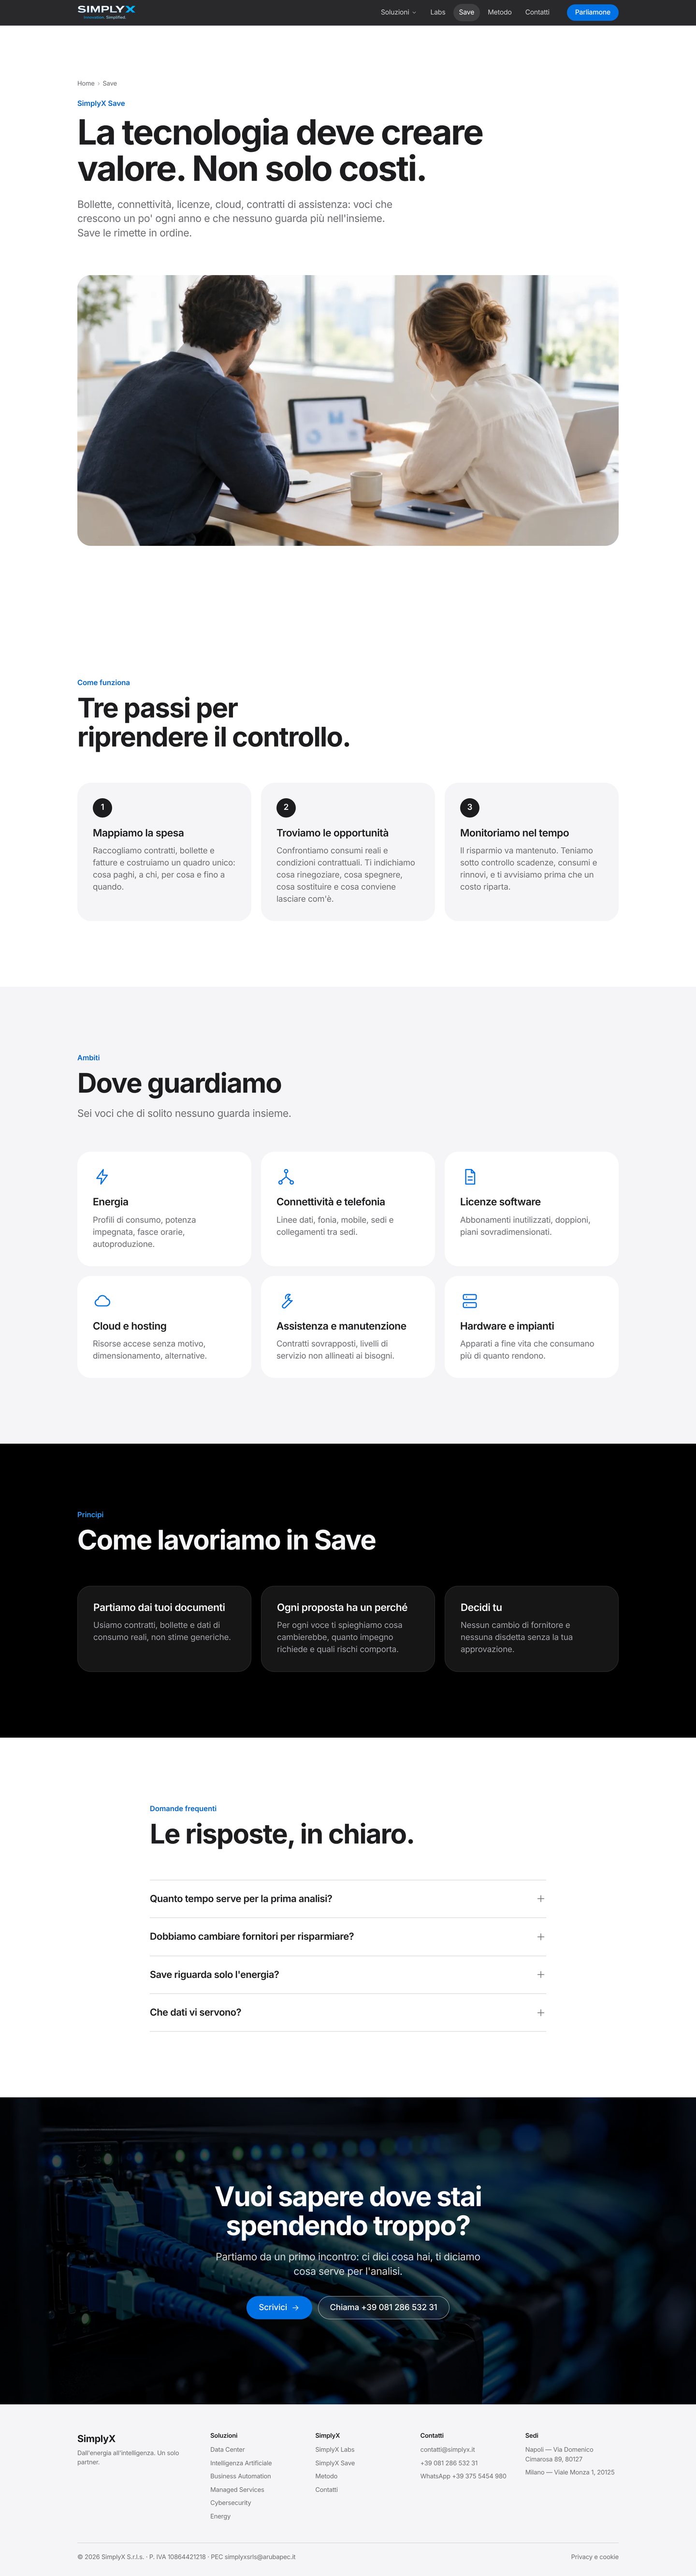 SIMPLYX
Innovation. Simplified.
Soluzioni
Labs
Save
Metodo
Contatti
Parliamone
Home › Save
SimplyX Save
La tecnologia deve creare
valore. Non solo costi.
Bollette, connettività, licenze, cloud, contratti di assistenza: voci che
crescono un po' ogni anno e che nessuno guarda più nell'insieme.
Save le rimette in ordine.
Come funziona
Tre passi per
riprendere il controllo.
1
Mappiamo la spesa
Raccogliamo contratti, bollette e
fatture e costruiamo un quadro unico:
cosa paghi, a chi, per cosa e fino a
quando.
2
Troviamo le opportunità
Confrontiamo consumi reali e
condizioni contrattuali. Ti indichiamo
cosa rinegoziare, cosa spegnere,
cosa sostituire e cosa conviene
lasciare com'è.
3
Monitoriamo nel tempo
Il risparmio va mantenuto. Teniamo
sotto controllo scadenze, consumi e
rinnovi, e ti avvisiamo prima che un
costo riparta.
Ambiti
Dove guardiamo
Sei voci che di solito nessuno guarda insieme.
Energia
Profili di consumo, potenza
impegnata, fasce orarie,
autoproduzione.
Connettività e telefonia
Linee dati, fonia, mobile, sedi e
collegamenti tra sedi.
Licenze software
Abbonamenti inutilizzati, doppioni,
piani sovradimensionati.
Cloud e hosting
Risorse accese senza motivo,
dimensionamento, alternative.
Assistenza e manutenzione
Contratti sovrapposti, livelli di
servizio non allineati ai bisogni.
Hardware e impianti
Apparati a fine vita che consumano
più di quanto rendono.
Principi
Come lavoriamo in Save
Partiamo dai tuoi documenti
Usiamo contratti, bollette e dati di
consumo reali, non stime generiche.
Ogni proposta ha un perché
Per ogni voce ti spieghiamo cosa
cambierebbe, quanto impegno
richiede e quali rischi comporta.
Decidi tu
Nessun cambio di fornitore e
nessuna disdetta senza la tua
approvazione.
Domande frequenti
Le risposte, in chiaro.
Quanto tempo serve per la prima analisi?
Dobbiamo cambiare fornitori per risparmiare?
Save riguarda solo l'energia?
Che dati vi servono?
Vuoi sapere dove stai
spendendo troppo?
Partiamo da un primo incontro: ci dici cosa hai, ti diciamo
cosa serve per l'analisi.
Scrivici →
Chiama +39 081 286 532 31
SimplyX
Dall'energia all'intelligenza. Un solo
partner.
Soluzioni
Data Center
Intelligenza Artificiale
Business Automation
Managed Services
Cybersecurity
Energy
SimplyX
SimplyX Labs
SimplyX Save
Metodo
Contatti
Contatti
contatti@simplyx.it
+39 081 286 532 31
WhatsApp +39 375 5454 980
Sedi
Napoli — Via Domenico
Cimarosa 89, 80127
Milano — Viale Monza 1, 20125
© 2026 SimplyX S.r.l.s. · P. IVA 10864421218 · PEC simplyxsrls@arubapec.it
Privacy e cookie